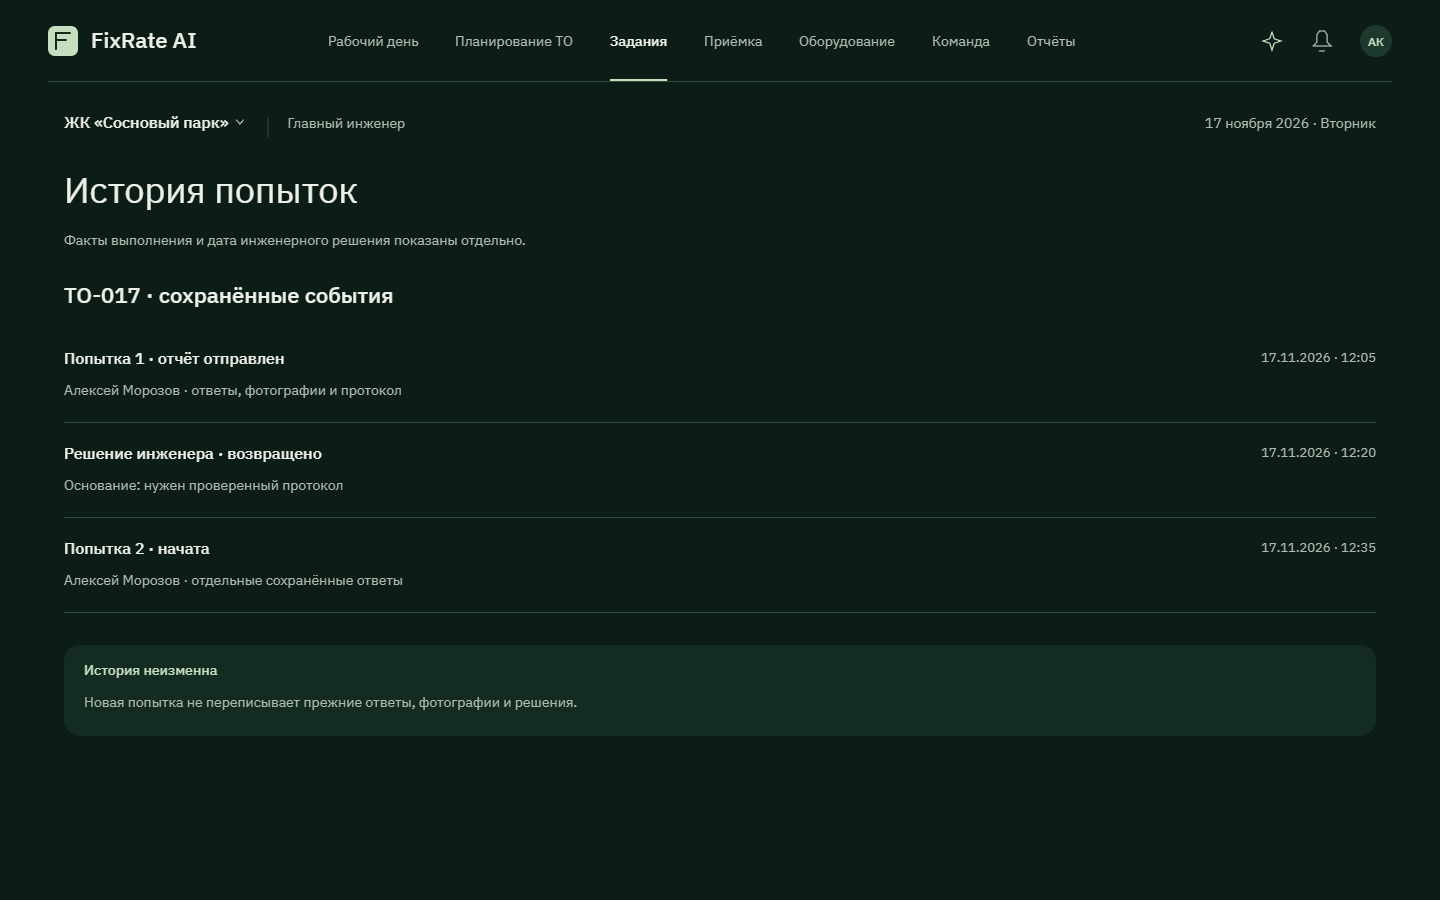 FixRate AI
Рабочий день
Планирование ТО
Задания
Приёмка
Оборудование
Команда
Отчёты
АК
ЖК «Сосновый парк»
Главный инженер
17 ноября 2026 · Вторник
История попыток
Факты выполнения и дата инженерного решения показаны отдельно.
ТО-017 · сохранённые события
Попытка 1 · отчёт отправлен
17.11.2026 · 12:05
Алексей Морозов · ответы, фотографии и протокол
Решение инженера · возвращено
17.11.2026 · 12:20
Основание: нужен проверенный протокол
Попытка 2 · начата
17.11.2026 · 12:35
Алексей Морозов · отдельные сохранённые ответы
История неизменна
Новая попытка не переписывает прежние ответы, фотографии и решения.